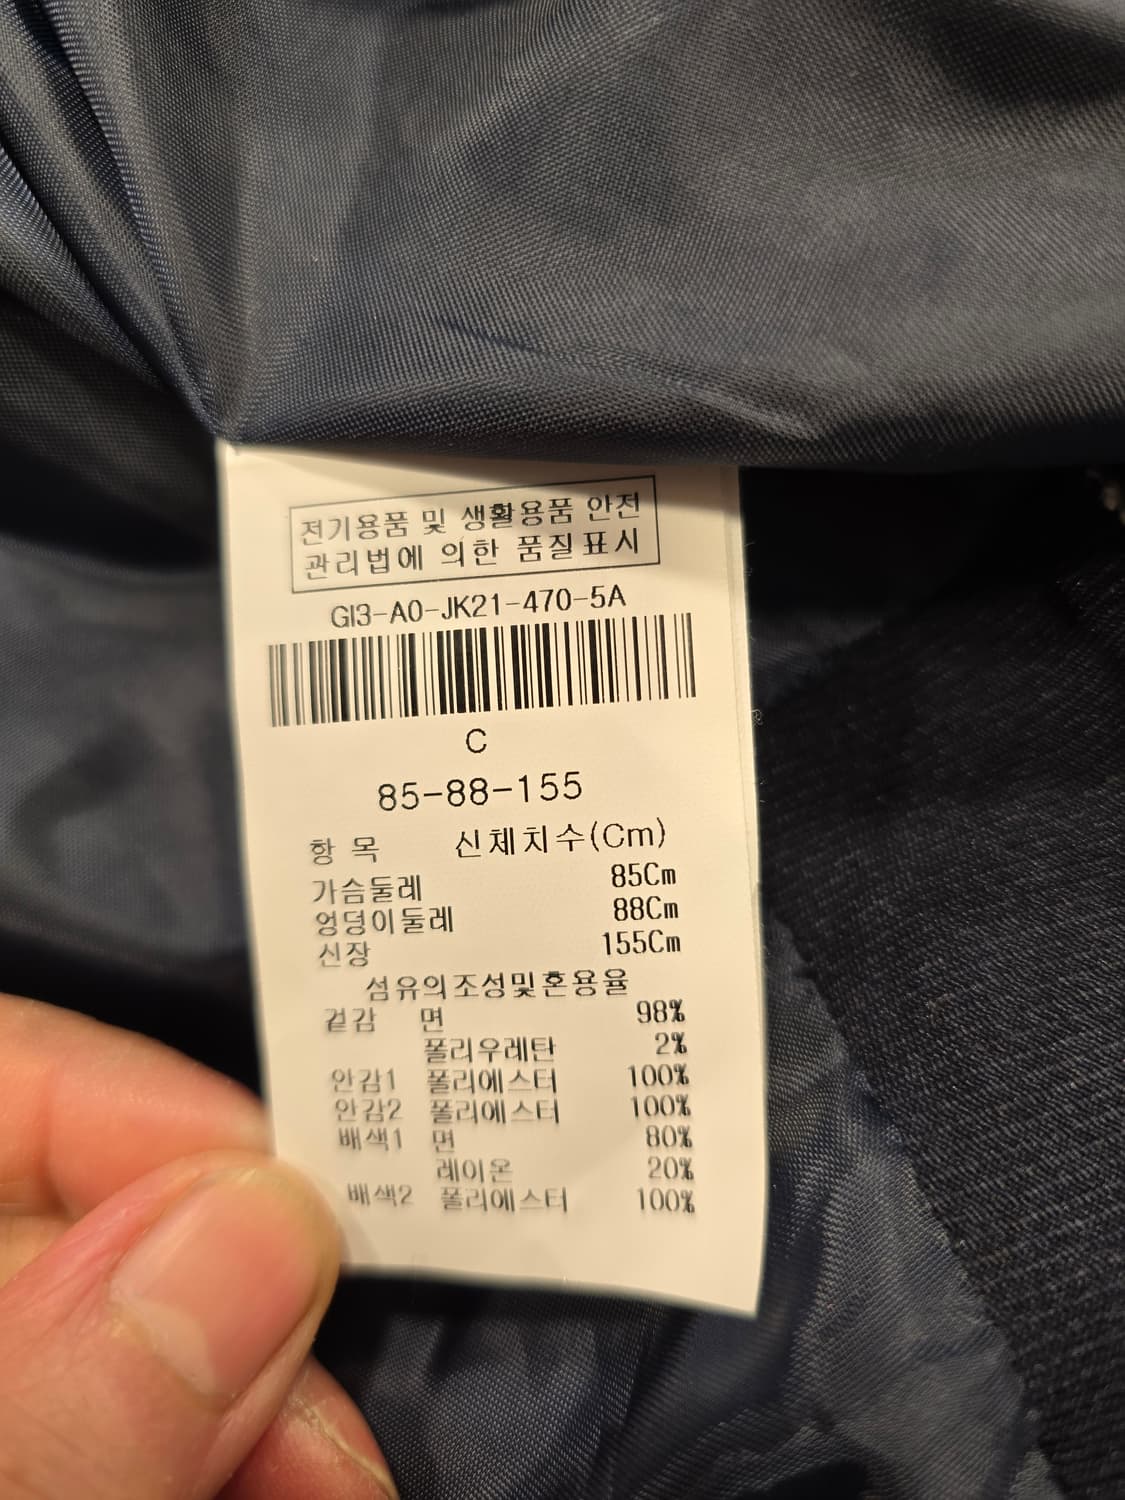 전기용품 및 생활용품 안전
관리법에 의한 품질표시
GI3-A0-JK21-470-5A
C
85-88-155
항 목 신체치수(Cm)
가슴둘레 85Cm
엉덩이둘레 88Cm
신장 155Cm
섬유의조성및혼용율
겉감 면 98%
폴리우레탄 2%
안감1 폴리에스터 100%
안감2 폴리에스터 100%
배색1 면 80%
레이온 20%
배색2 폴리에스터 100%